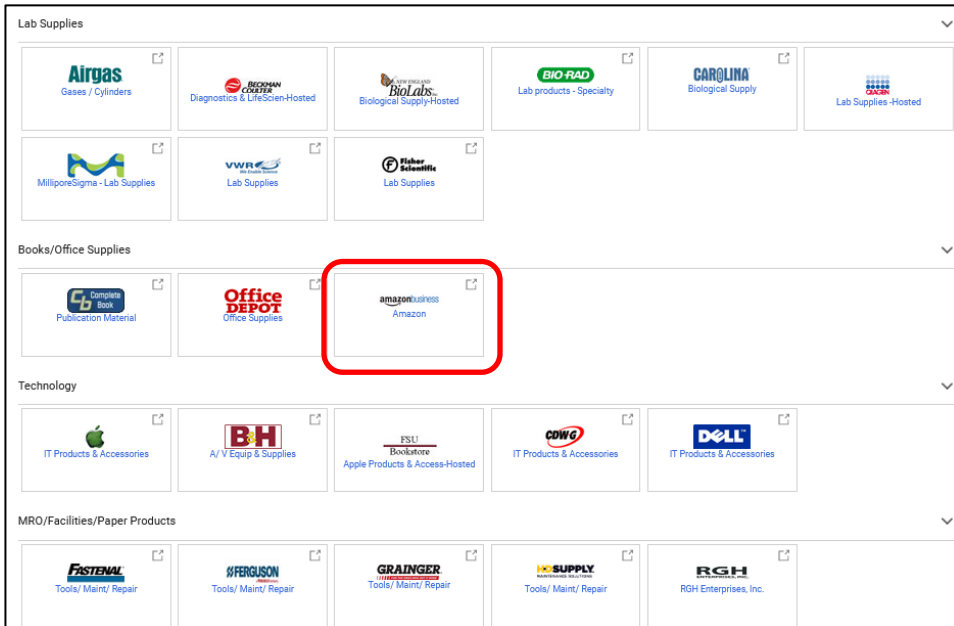 Lab Supplies
Airgas
Gases / Cylinders
BECKMAN
COULTER
Diagnostics & LifeScien-Hosted
NEW ENGLAND
BioLabs Inc.
Biological Supply-Hosted
BIO-RAD
Lab products - Specialty
CAROLINA
Biological Supply
QIAGEN
Lab Supplies -Hosted
MilliporeSigma - Lab Supplies
VWR
We Enable Science
Lab Supplies
Fisher
Scientific
Lab Supplies
Books/Office Supplies
Cb Complete
Book
Publication Material
Office
DEPOT
Office Supplies
amazonbusiness
Amazon
Technology
IT Products & Accessories
B&H
A/ V Equip & Supplies
FSU
Bookstore
Apple Products & Access-Hosted
CDWG
IT Products & Accessories
DELL
IT Products & Accessories
MRO/Facilities/Paper Products
FASTENAL
Tools/ Maint/ Repair
FERGUSON
Tools/ Maint/ Repair
GRAINGER
Tools/ Maint/ Repair
HD SUPPLY
MAINTENANCE SOLUTIONS
Tools/ Maint/ Repair
RGH
ENTERPRISES, INC.
RGH Enterprises, Inc.